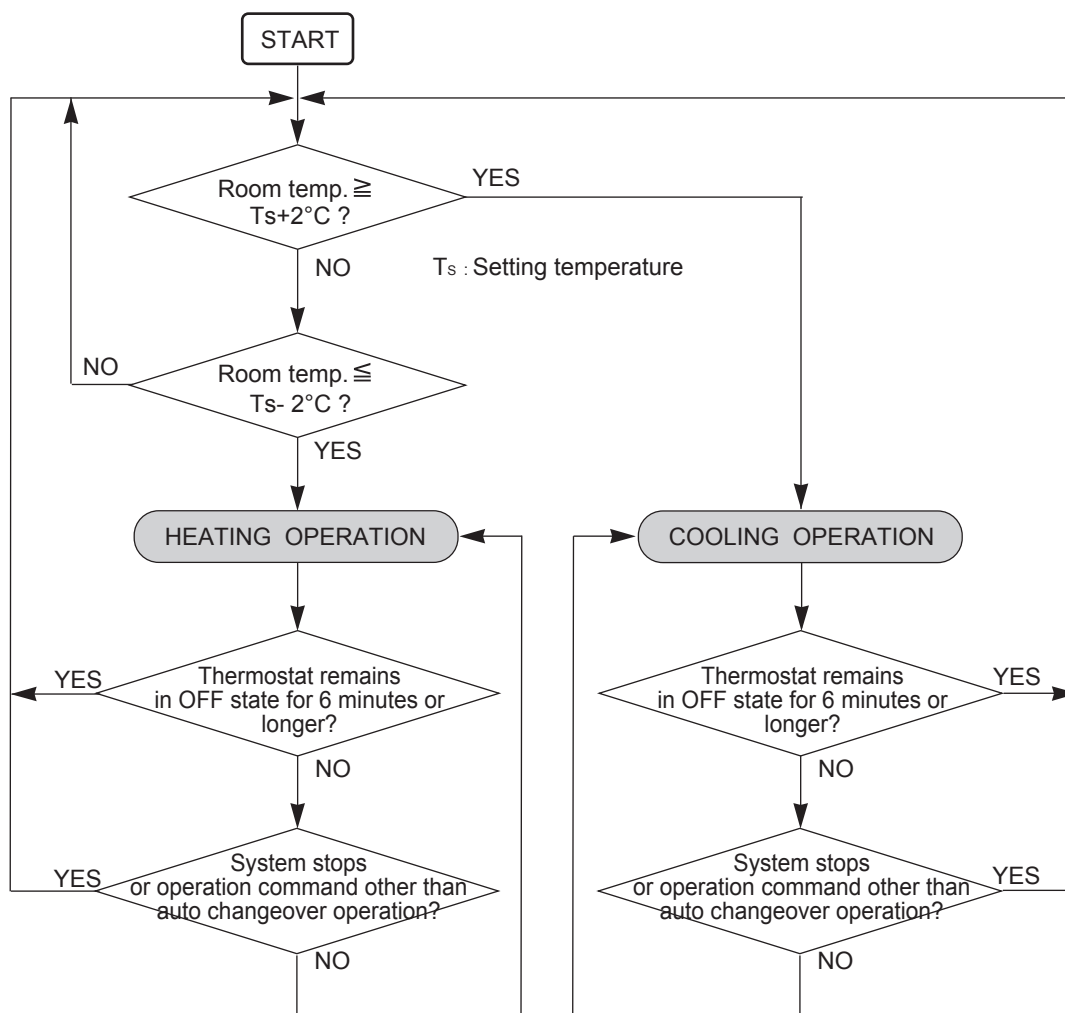 START
Room temp.≧
Ts+2°C ?
YES
NO
Ts : Setting temperature
NO
Room temp.≦
Ts- 2°C ?
YES
HEATING OPERATION
COOLING OPERATION
YES
Thermostat remains
in OFF state for 6 minutes or
longer?
NO
Thermostat remains
in OFF state for 6 minutes or
longer?
YES
NO
YES
System stops
or operation command other than
auto changeover operation?
NO
System stops
or operation command other than
auto changeover operation?
YES
NO